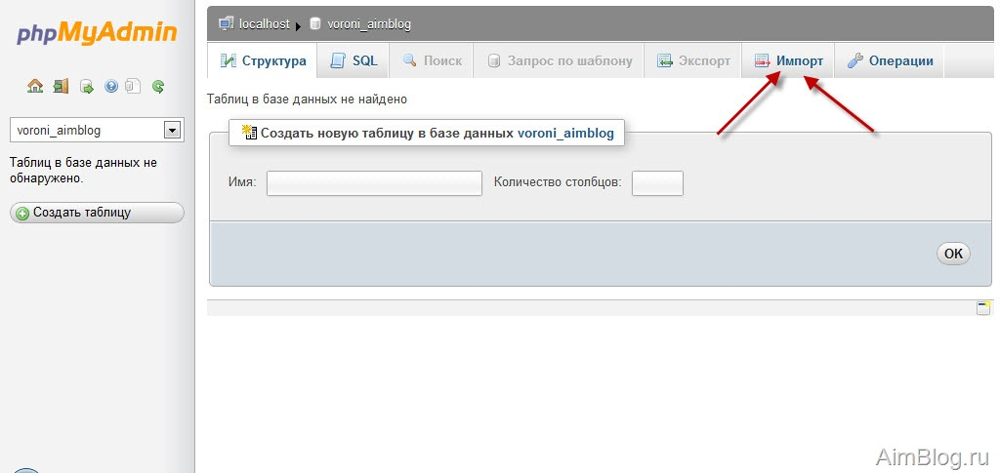 phpMyAdmin
localhost voroni_aimblog
Структура SQL Поиск Запрос по шаблону Экспорт Импорт Операции
voroni_aimblog
Таблиц в базе данных не
обнаружено.
Создать таблицу
Таблиц в базе данных не найдено
Создать новую таблицу в базе данных voroni_aimblog
Имя: Количество столбцов:
OK
AimBlog.ru